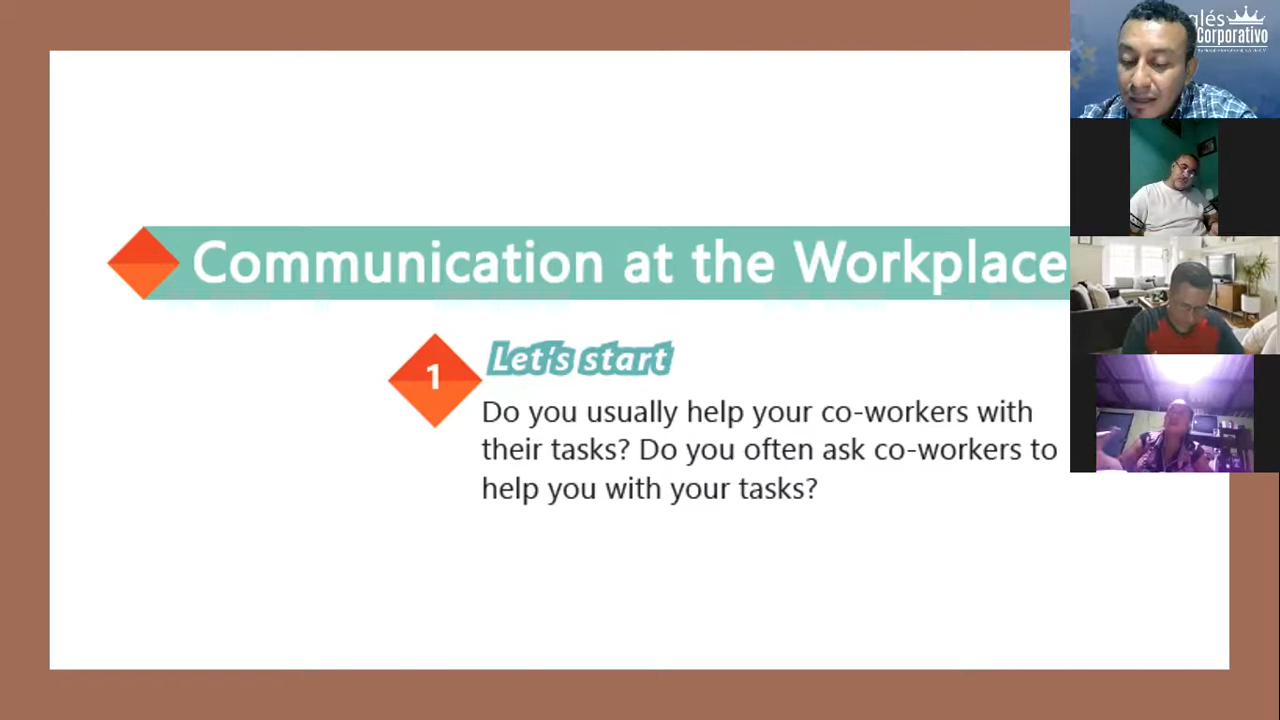 Communication at the Workplace
1
Let's start
Do you usually help your co-workers with
their tasks? Do you often ask co-workers to
help you with your tasks?
Corporativo